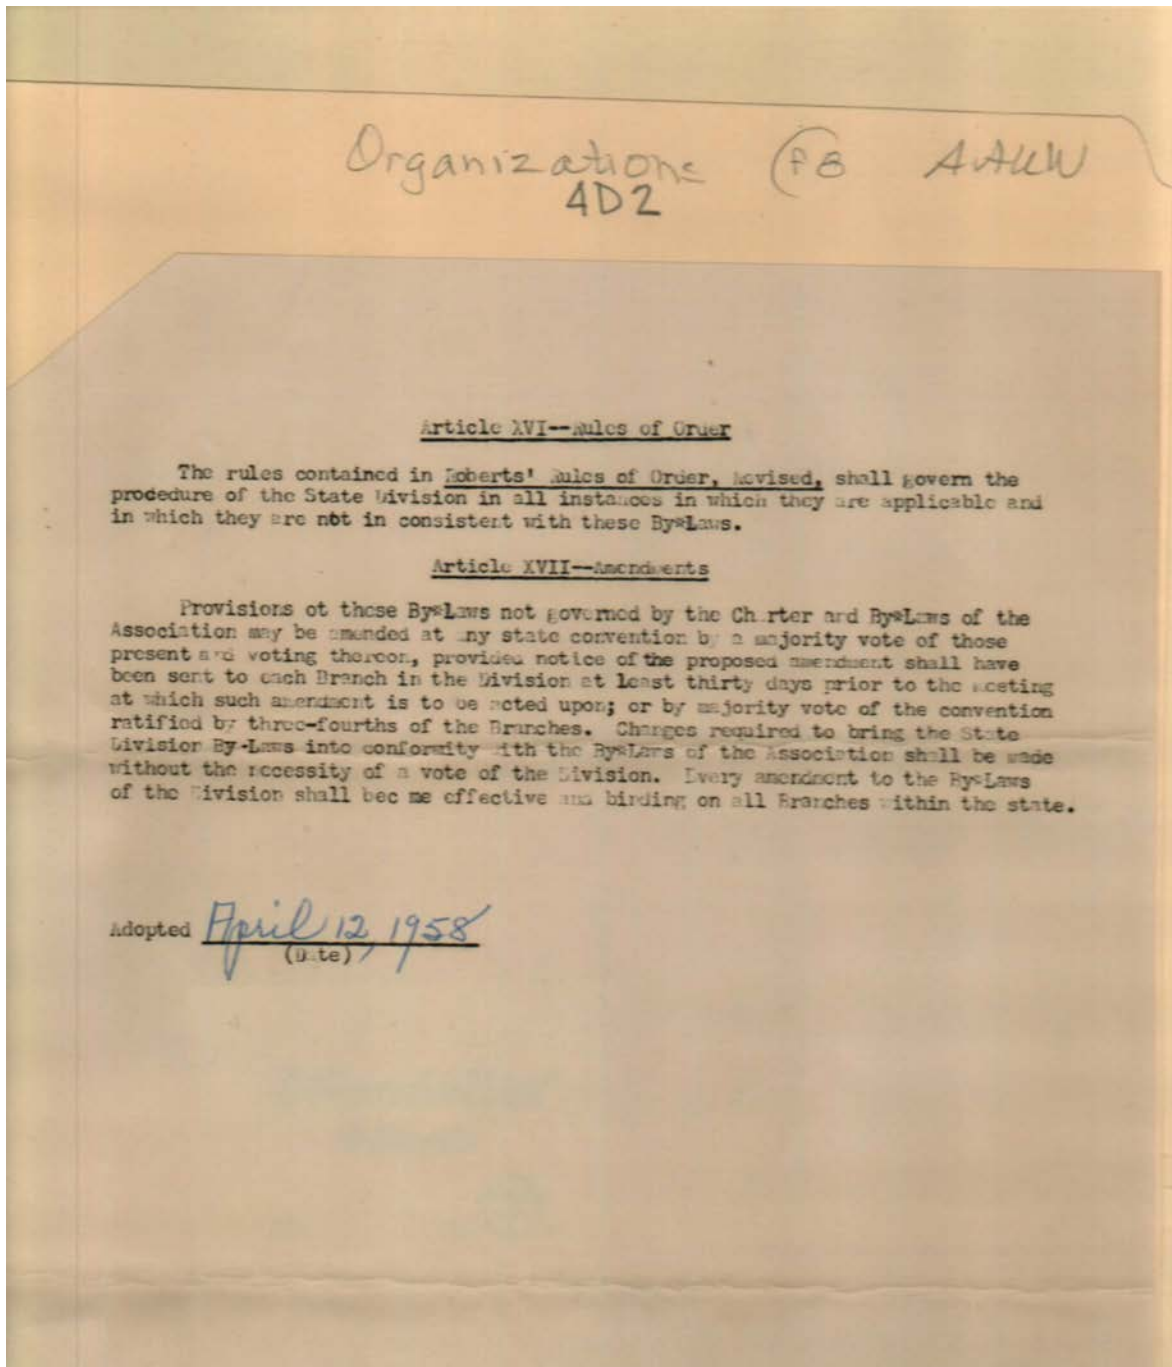 Organizations F8 AAUW
4D2
Article XVI--Rules of Order
The rules contained in Roberts' Rules of Order, Revised, shall govern the
prodedure of the State Division in all instances in which they are applicable and
in which they are not in consistent with these By-Laws.
Article XVII--Amendments
Provisions ot these By-Laws not governed by the Charter and By-Laws of the
Association may be amended at any state convention by a majority vote of those
present and voting thereon, provided notice of the proposed amendment shall have
been sent to each Branch in the Division at least thirty days prior to the meeting
at which such amendment is to be acted upon; or by majority vote of the convention
ratified by three-fourths of the Branches. Changes required to bring the State
Division By-Laws into conformity with the By-Laws of the Association shall be made
without the necessity of a vote of the Division. Every amendment to the By-Laws
of the Division shall become effective and binding on all Branches within the state.
Adopted April 12, 1958
(Date)